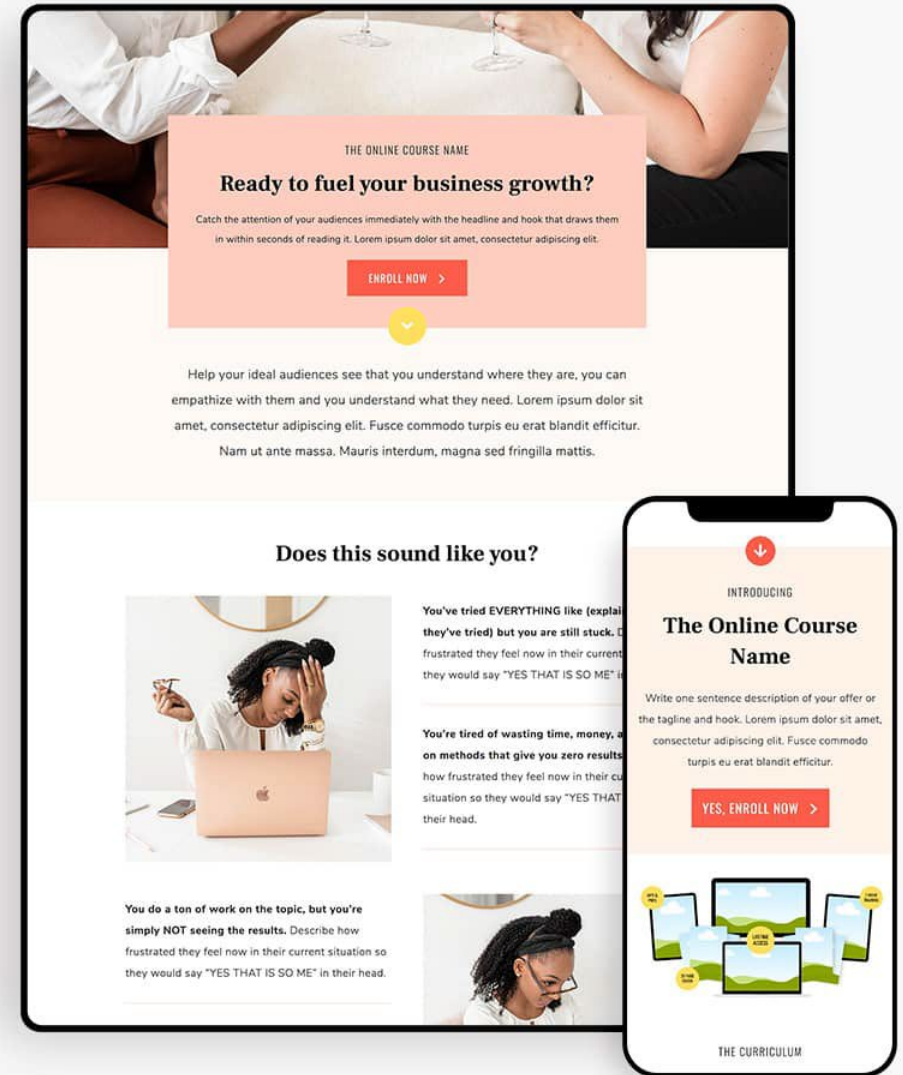 THE ONLINE COURSE NAME
Ready to fuel your business growth?
Catch the attention of your audiences immediately with the headline and hook that draws them
in within seconds of reading it. Lorem ipsum dolor sit amet, consectetur adipiscing elit.
ENROLL NOW
Help your ideal audiences see that you understand where they are, you can
empathize with them and you understand what they need. Lorem ipsum dolor sit
amet, consectetur adipiscing elit. Fusce commodo turpis eu erat blandit efficitur.
Nam ut ante massa. Mauris interdum, magna sed fringilla mattis.
Does this sound like you?
You've tried EVERYTHING like
they've tried) but you are still stuck.
frustrated they feel now in their current
they would say "YES THAT IS SO ME"
You're tired of wasting time, money,
on methods that give you zero results
how frustrated they feel now in their
situation so they would say "YES THAT
their head.
You do a ton of work on the topic, but you're
simply NOT seeing the results. Describe how
frustrated they feel now in their current situation so
they would say "YES THAT IS SO ME" in their head.
INTRODUCING
The Online Course
Name
Write one sentence description of your offer or
the tagline and hook. Lorem ipsum dolor sit amet,
consectetur adipiscing elit. Fusce commodo
turpis eu erat blandit efficitur.
YES, ENROLL NOW
LIFETIME
ACCESS
THE CURRICULUM